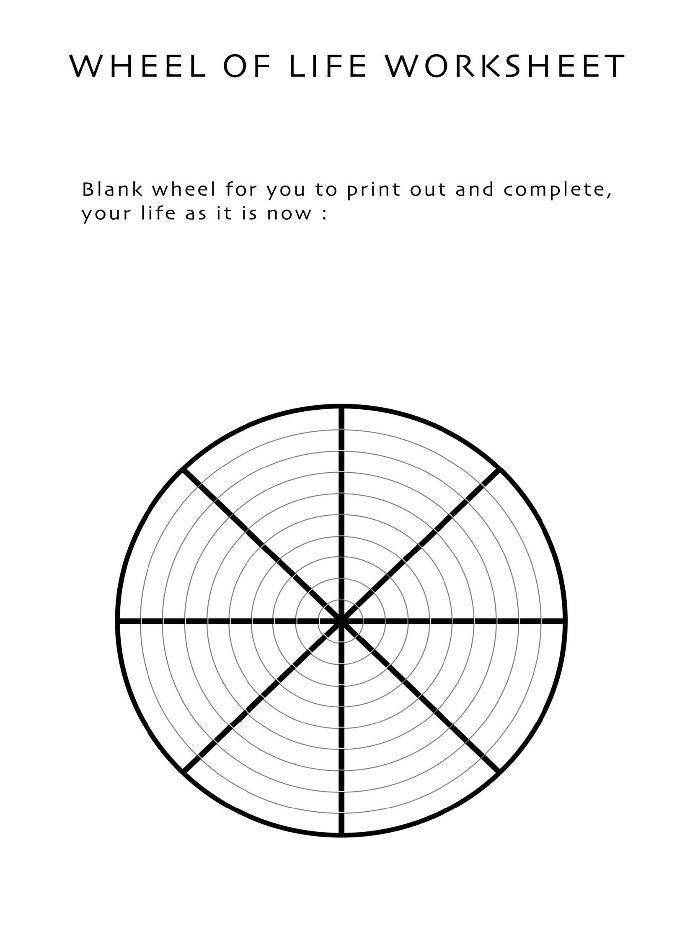 WHEEL OF LIFE WORKSHEET
Blank wheel for you to print out and complete,
your life as it is now :